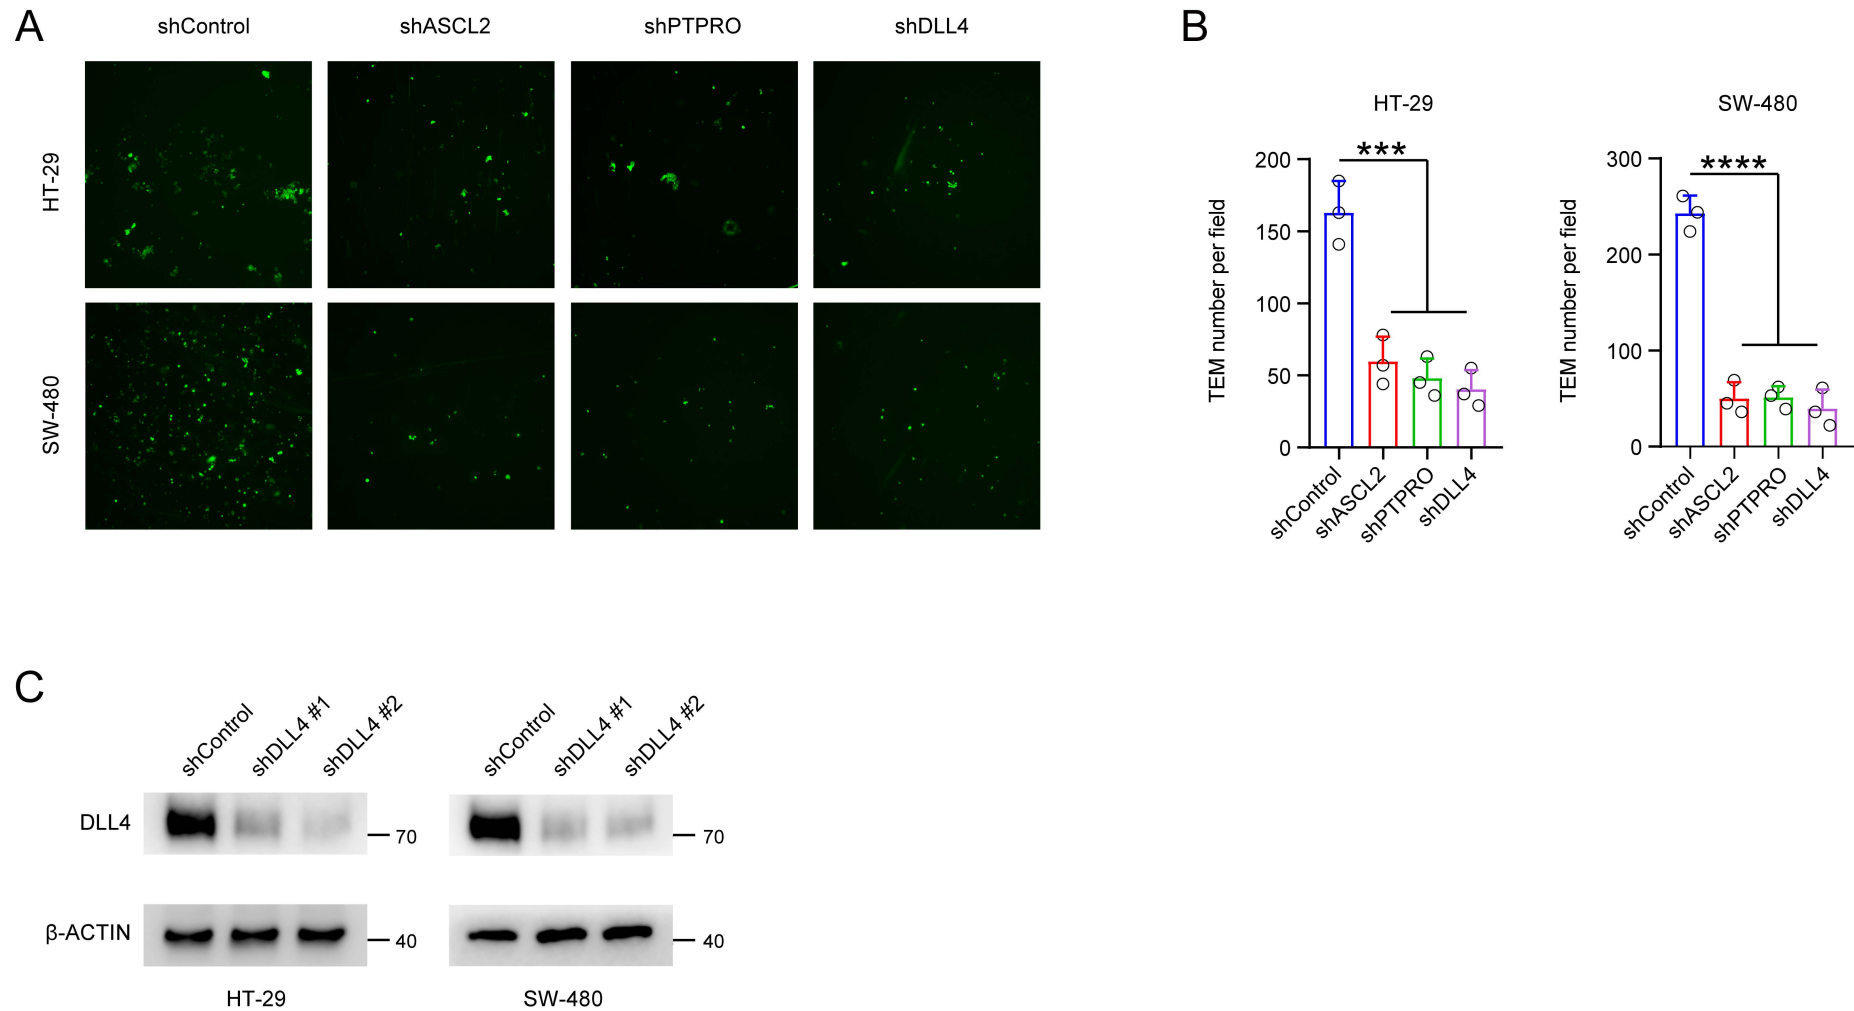 A
shControl shASCL2 shPTPRO shDLL4
HT-29
SW-480
B
HT-29
TEM number per field
200
150
100
50
0
***
shControl shASCL2 shPTPRO shDLL4
SW-480
TEM number per field
300
200
100
0
****
shControl shASCL2 shPTPRO shDLL4
C
shControl shDLL4 #1 shDLL4 #2
shControl shDLL4 #1 shDLL4 #2
DLL4
70
70
β-ACTIN
40
40
HT-29
SW-480